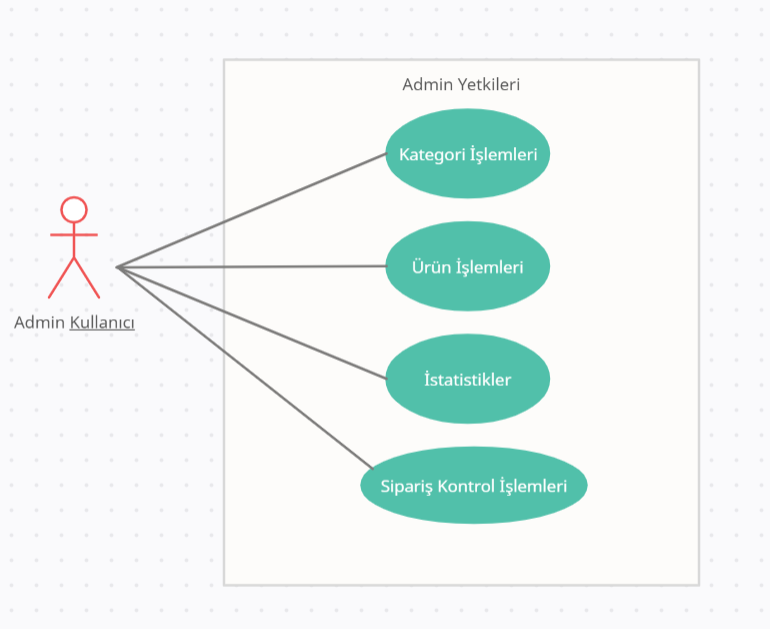 Admin Yetkileri
Kategori İşlemleri
Ürün İşlemleri
Admin Kullanıcı
İstatistikler
Sipariş Kontrol İşlemleri